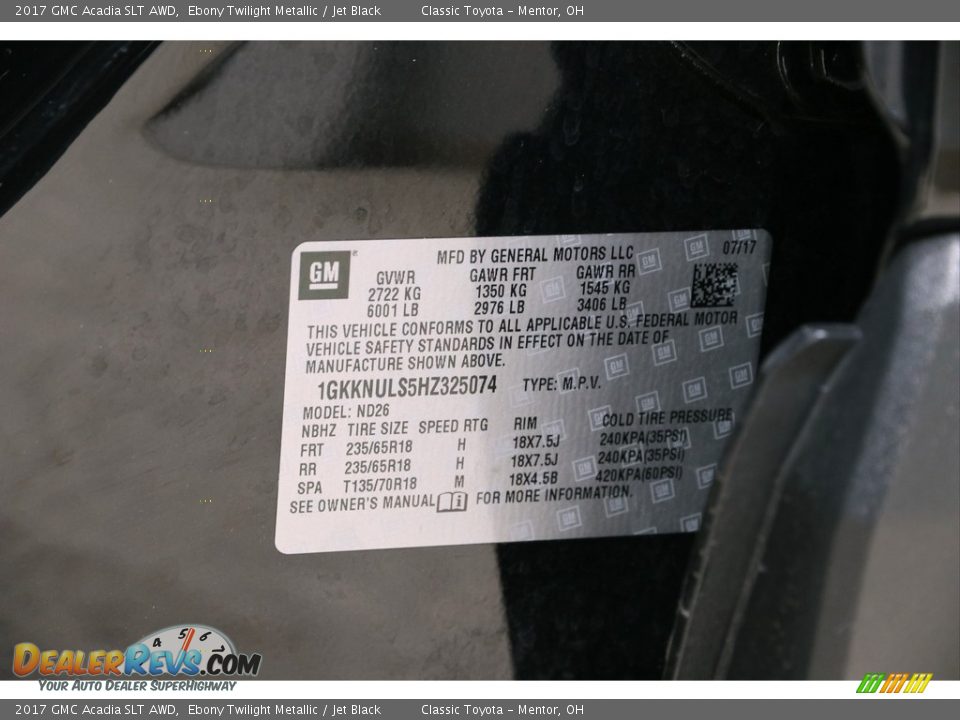 2017 GMC Acadia SLT AWD, Ebony Twilight Metallic / Jet Black Classic Toyota – Mentor, OH
GM ®
MFD BY GENERAL MOTORS LLC 07/17
GVWR GAWR FRT GAWR RR
2722 KG 1350 KG 1545 KG
6001 LB 2976 LB 3406 LB
THIS VEHICLE CONFORMS TO ALL APPLICABLE U.S. FEDERAL MOTOR
VEHICLE SAFETY STANDARDS IN EFFECT ON THE DATE OF
MANUFACTURE SHOWN ABOVE.
1GKKNULS5HZ325074 TYPE: M.P.V.
MODEL: ND26
NBHZ TIRE SIZE SPEED RTG RIM COLD TIRE PRESSURE
FRT 235/65R18 H 18X7.5J 240KPA(35PSI)
RR 235/65R18 H 18X7.5J 240KPA(35PSI)
SPA T135/70R18 M 18X4.5B 420KPA(60PSI)
SEE OWNER'S MANUAL i FOR MORE INFORMATION.
4 5 6
DEALERREVS.COM
YOUR AUTO DEALER SUPERHIGHWAY
2017 GMC Acadia SLT AWD, Ebony Twilight Metallic / Jet Black Classic Toyota – Mentor, OH